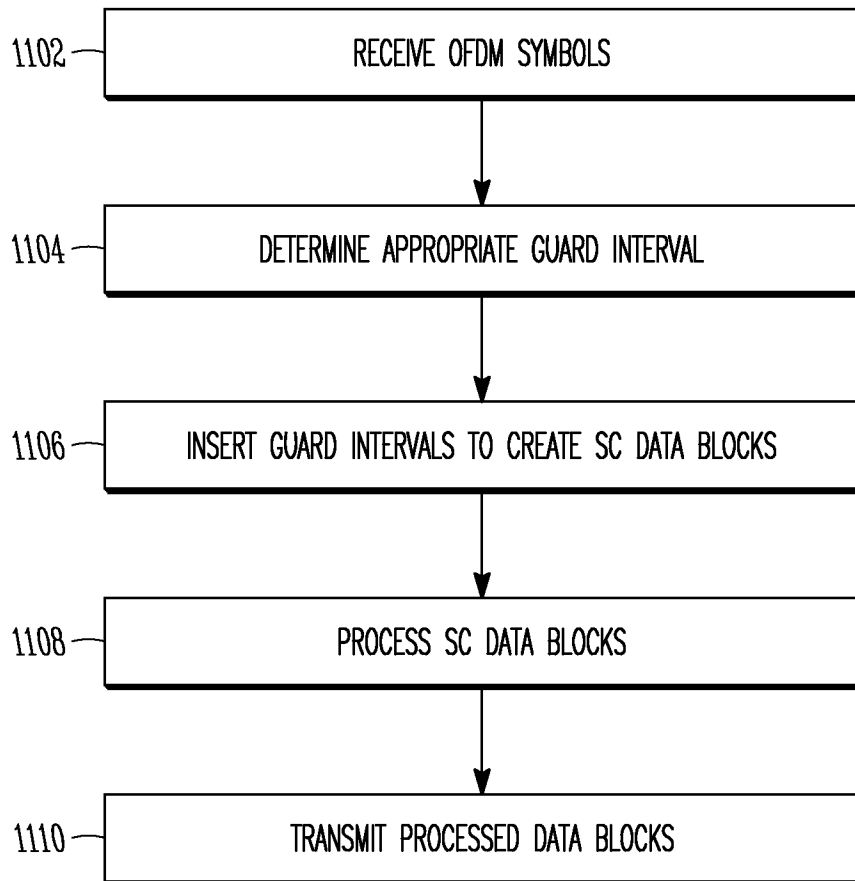 1102 RECEIVE OFDM SYMBOLS
1104 DETERMINE APPROPRIATE GUARD INTERVAL
1106 INSERT GUARD INTERVALS TO CREATE SC DATA BLOCKS
1108 PROCESS SC DATA BLOCKS
1110 TRANSMIT PROCESSED DATA BLOCKS